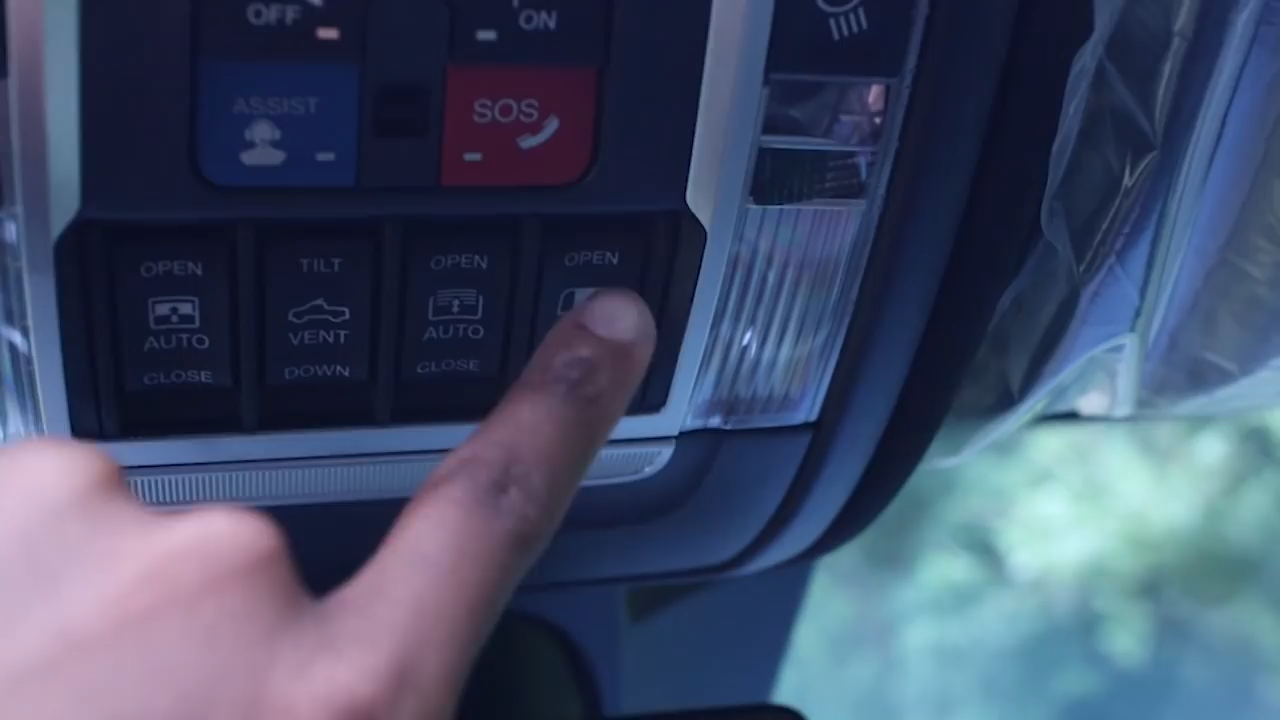 OFF
ON
ASSIST
SOS
OPEN
AUTO
CLOSE
TILT
VENT
DOWN
OPEN
AUTO
CLOSE
OPEN